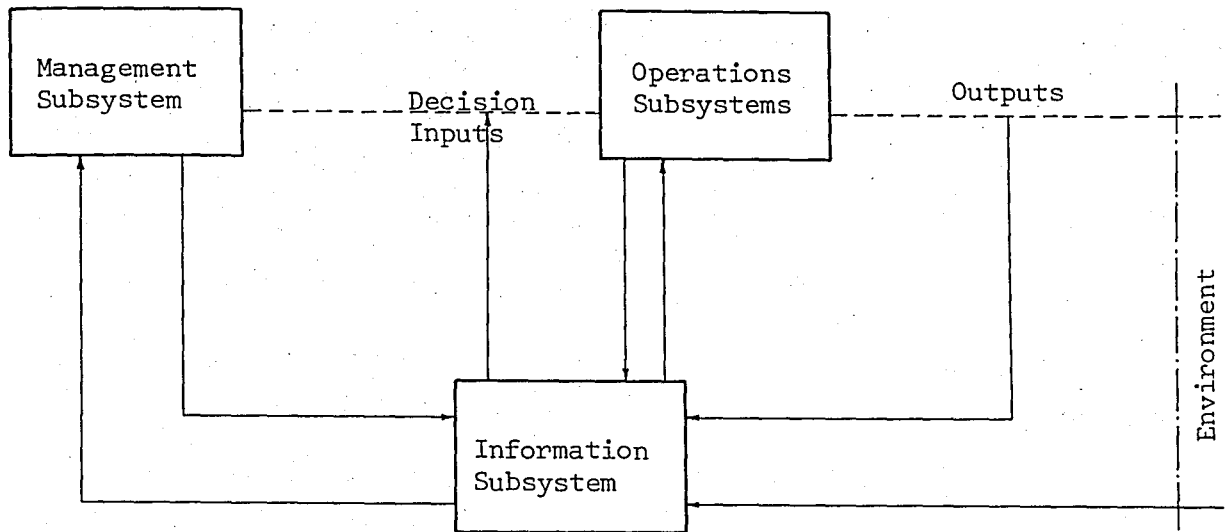 Management
Subsystem
Decision
Inputs
Operations
Subsystems
Outputs
Environment
Information
Subsystem